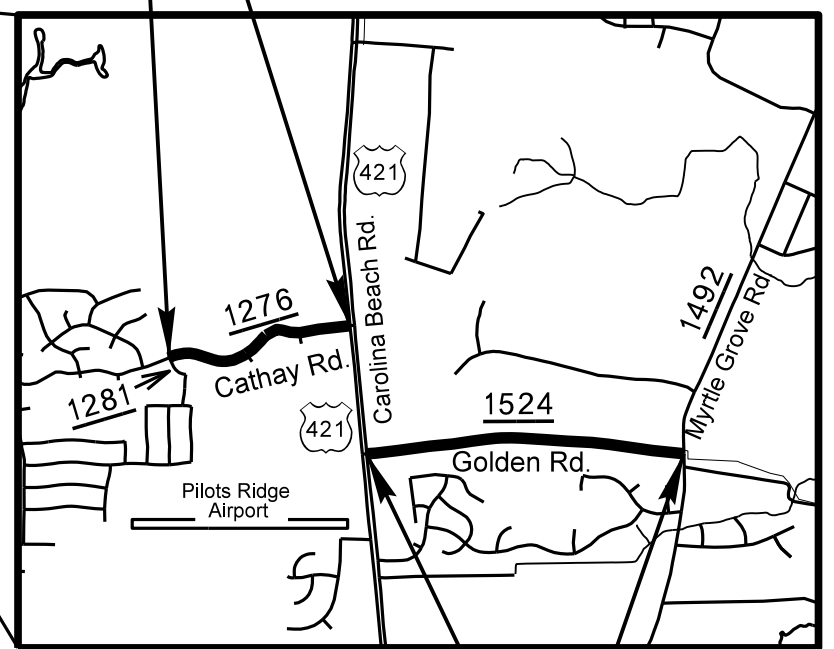 421
1276
Carolina Beach Rd.
1492
Myrtle Grove Rd
Cathay Rd.
1281
421
1524
Golden Rd.
Pilots Ridge
Airport